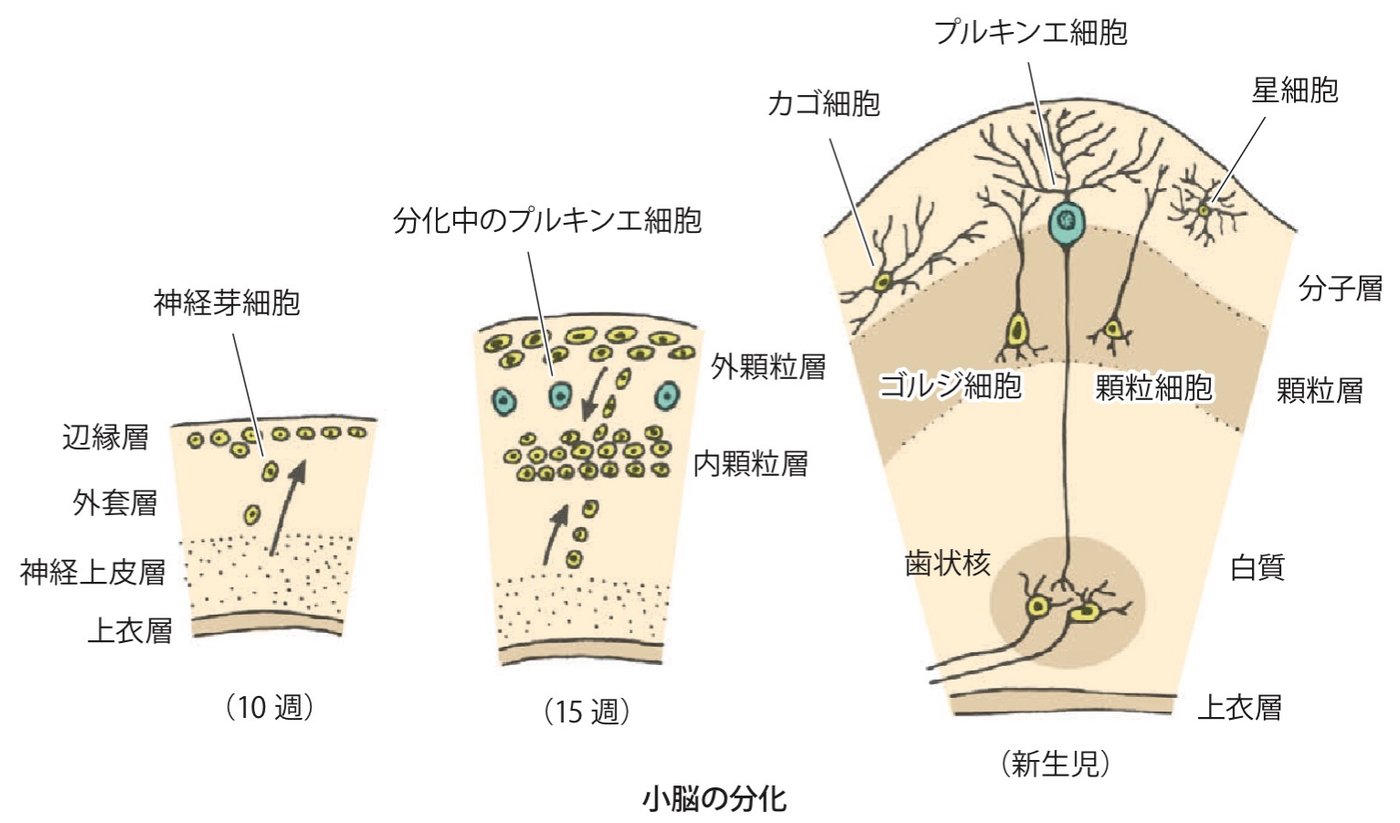 プルキンエ細胞
カゴ細胞
星細胞
分化中のプルキンエ細胞
神経芽細胞
分子層
外顆粒層
ゴルジ細胞
顆粒細胞
顆粒層
辺縁層
内顆粒層
外套層
歯状核
白質
神経上皮層
上衣層
上衣層
（10 週）
（15 週）
（新生児）
小脳の分化